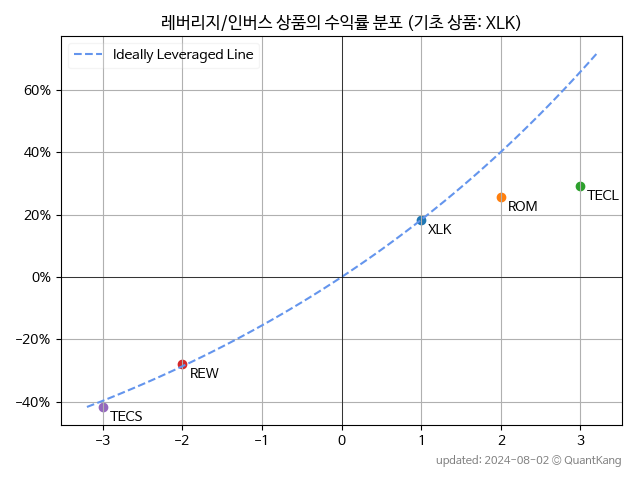 레버리지/인버스 상품의 수익률 분포 (기초 상품: XLK)
Ideally Leveraged Line
60%
40%
20%
0%
−20%
−40%
TECL
ROM
XLK
REW
TECS
−3 −2 −1 0 1 2 3
updated: 2024-08-02 © QuantKang